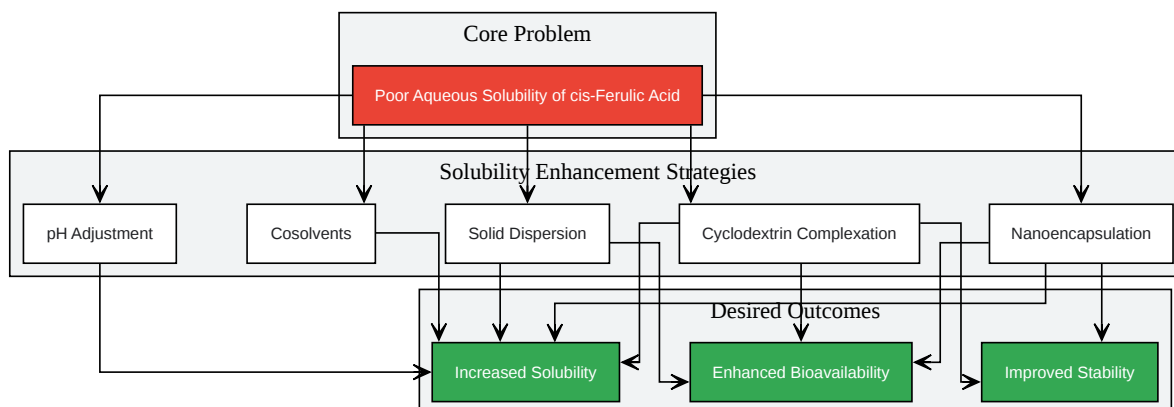 Core Problem
Poor Aqueous Solubility of cis-Ferulic Acid
Solubility Enhancement Strategies
pH Adjustment
Cosolvents
Solid Dispersion
Cyclodextrin Complexation
Nanoencapsulation
Desired Outcomes
Increased Solubility
Enhanced Bioavailability
Improved Stability